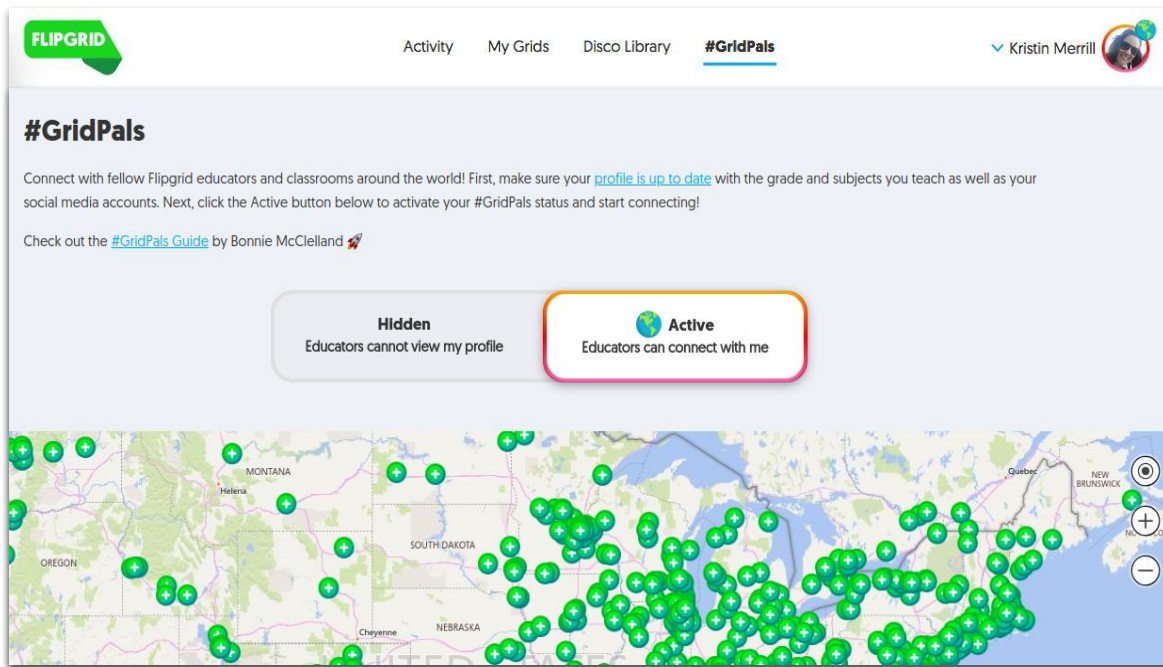 FLIPGRID
Activity My Grids Disco Library #GridPals
Kristin Merrill
#GridPals
Connect with fellow Flipgrid educators and classrooms around the world! First, make sure your profile is up to date with the grade and subjects you teach as well as your
social media accounts. Next, click the Active button below to activate your #GridPals status and start connecting!
Check out the #GridPals Guide by Bonnie McClelland 🚀
Hidden
Educators cannot view my profile
Active
Educators can connect with me
MONTANA
Helena
Quebec
NEW
BRUNSWICK
SOUTH DAKOTA
OREGON
Cheyenne
NEBRASKA
UNITED STATES